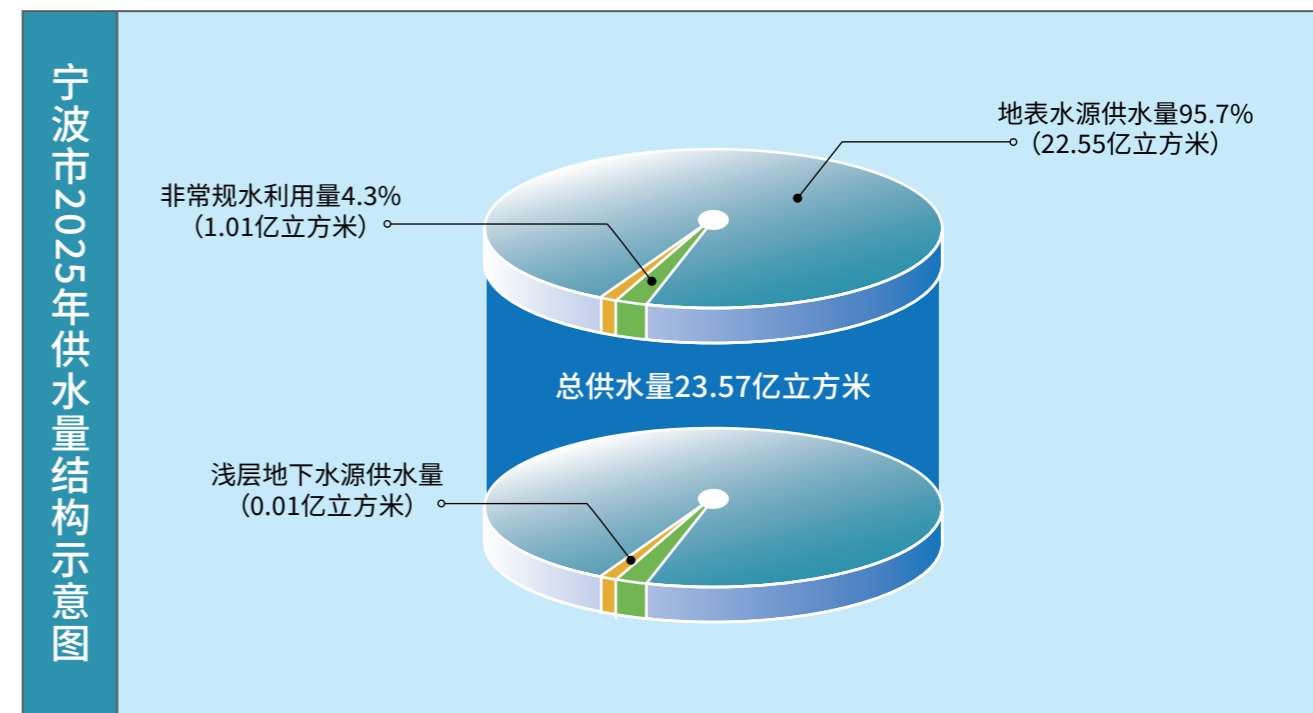 宁波市2025年供水量结构示意图
地表水源供水量95.7%
（22.55亿立方米）
非常规水利用量4.3%
（1.01亿立方米）
总供水量23.57亿立方米
浅层地下水源供水量
（0.01亿立方米）